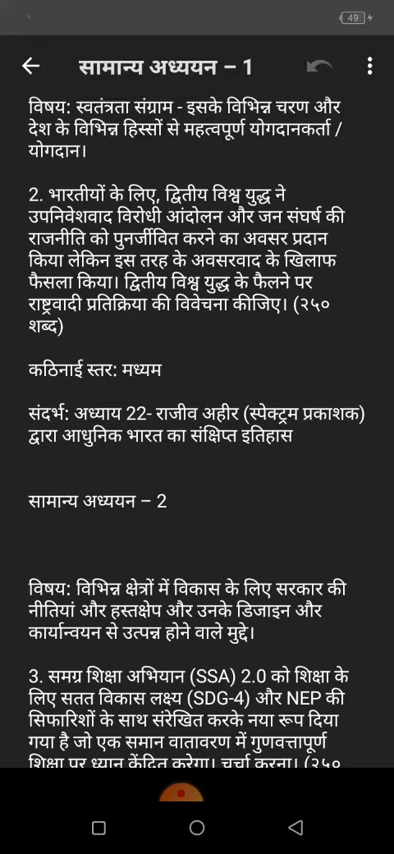 49
सामान्य अध्ययन – 1
विषय: स्वतंत्रता संग्राम - इसके विभिन्न चरण और
देश के विभिन्न हिस्सों से महत्वपूर्ण योगदानकर्ता /
योगदान।
2. भारतीयों के लिए, द्वितीय विश्व युद्ध ने
उपनिवेशवाद विरोधी आंदोलन और जन संघर्ष की
राजनीति को पुनर्जीवित करने का अवसर प्रदान
किया लेकिन इस तरह के अवसरवाद के खिलाफ
फैसला किया। द्वितीय विश्व युद्ध के फैलने पर
राष्ट्रवादी प्रतिक्रिया की विवेचना कीजिए। (२५०
शब्द)
कठिनाई स्तर: मध्यम
संदर्भ: अध्याय 22- राजीव अहीर (स्पेक्ट्रम प्रकाशक)
द्वारा आधुनिक भारत का संक्षिप्त इतिहास
सामान्य अध्ययन – 2
विषय: विभिन्न क्षेत्रों में विकास के लिए सरकार की
नीतियां और हस्तक्षेप और उनके डिजाइन और
कार्यान्वयन से उत्पन्न होने वाले मुद्दे।
3. समग्र शिक्षा अभियान (SSA) 2.0 को शिक्षा के
लिए सतत विकास लक्ष्य (SDG-4) और NEP की
सिफारिशों के साथ संरेखित करके नया रूप दिया
गया है जो एक समान वातावरण में गुणवत्तापूर्ण
शिक्षा पर ध्यान केंद्रित करेगा। चर्चा करना। (२५०